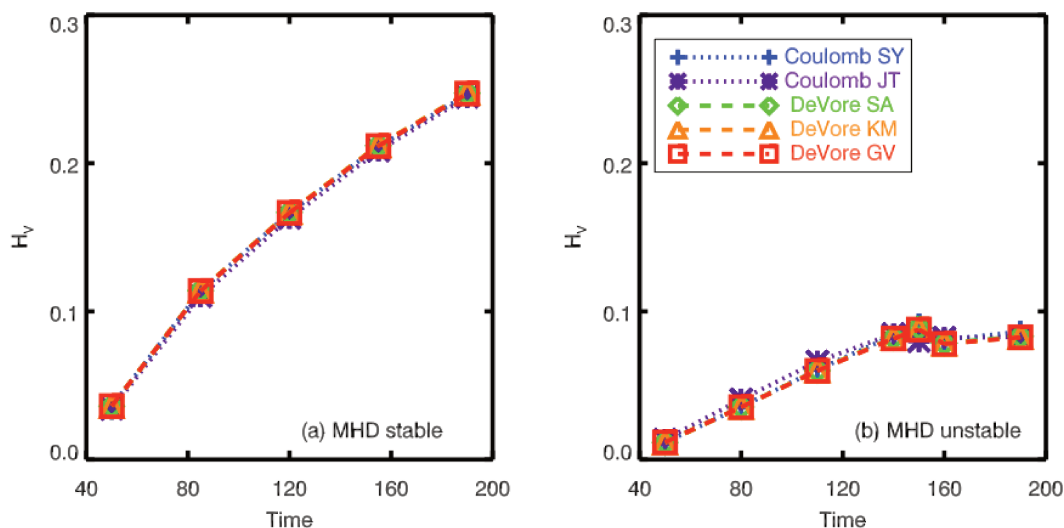 0.3
0.2
0.1
0.0
H_V
40
80
120
160
200
Time
(a) MHD stable
0.3
0.2
0.1
0.0
H_V
40
80
120
160
200
Time
(b) MHD unstable
Coulomb SY
Coulomb JT
DeVore SA
DeVore KM
DeVore GV